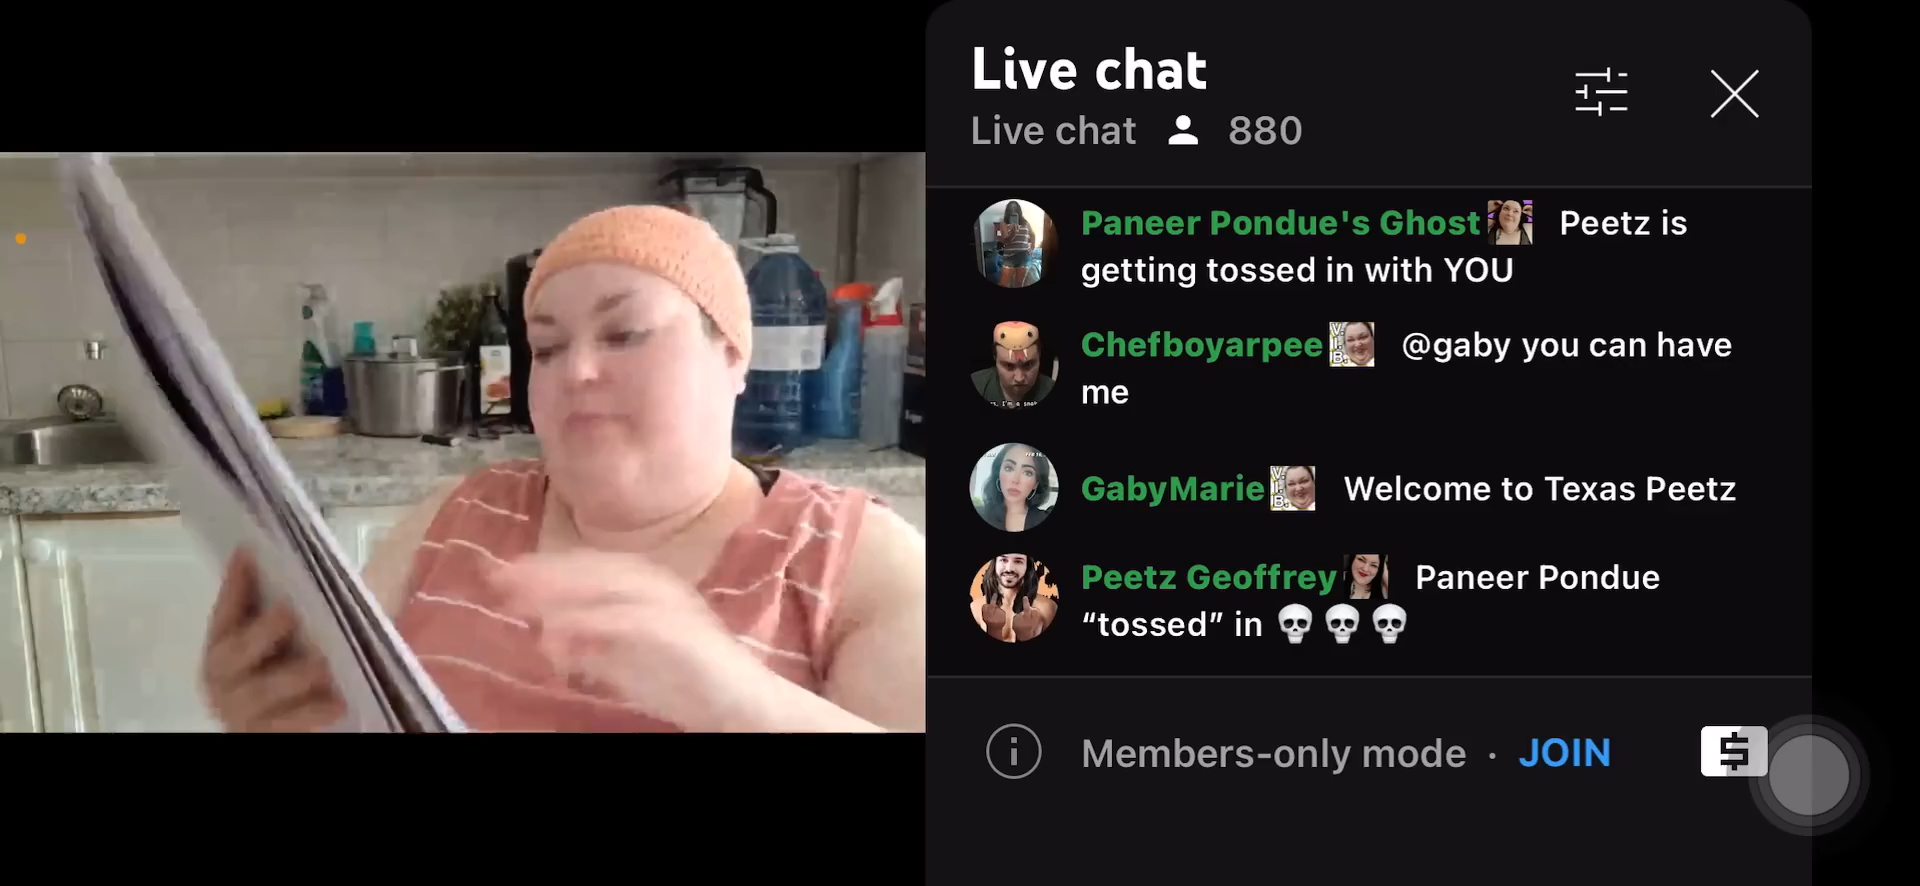 Live chat
Live chat 880
Paneer Pondue's Ghost Peetz is
getting tossed in with YOU
Chefboyarpee @gaby you can have
me
GabyMarie Welcome to Texas Peetz
Peetz Geoffrey Paneer Pondue
“tossed” in 💀 💀 💀
Members-only mode · JOIN